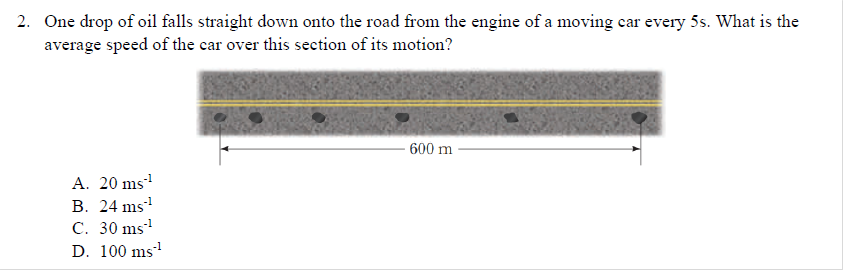 2. One drop of oil falls straight down onto the road from the engine of a moving car every 5s. What is the
average speed of the car over this section of its motion?
600 m
A. 20 ms⁻¹
B. 24 ms⁻¹
C. 30 ms⁻¹
D. 100 ms⁻¹